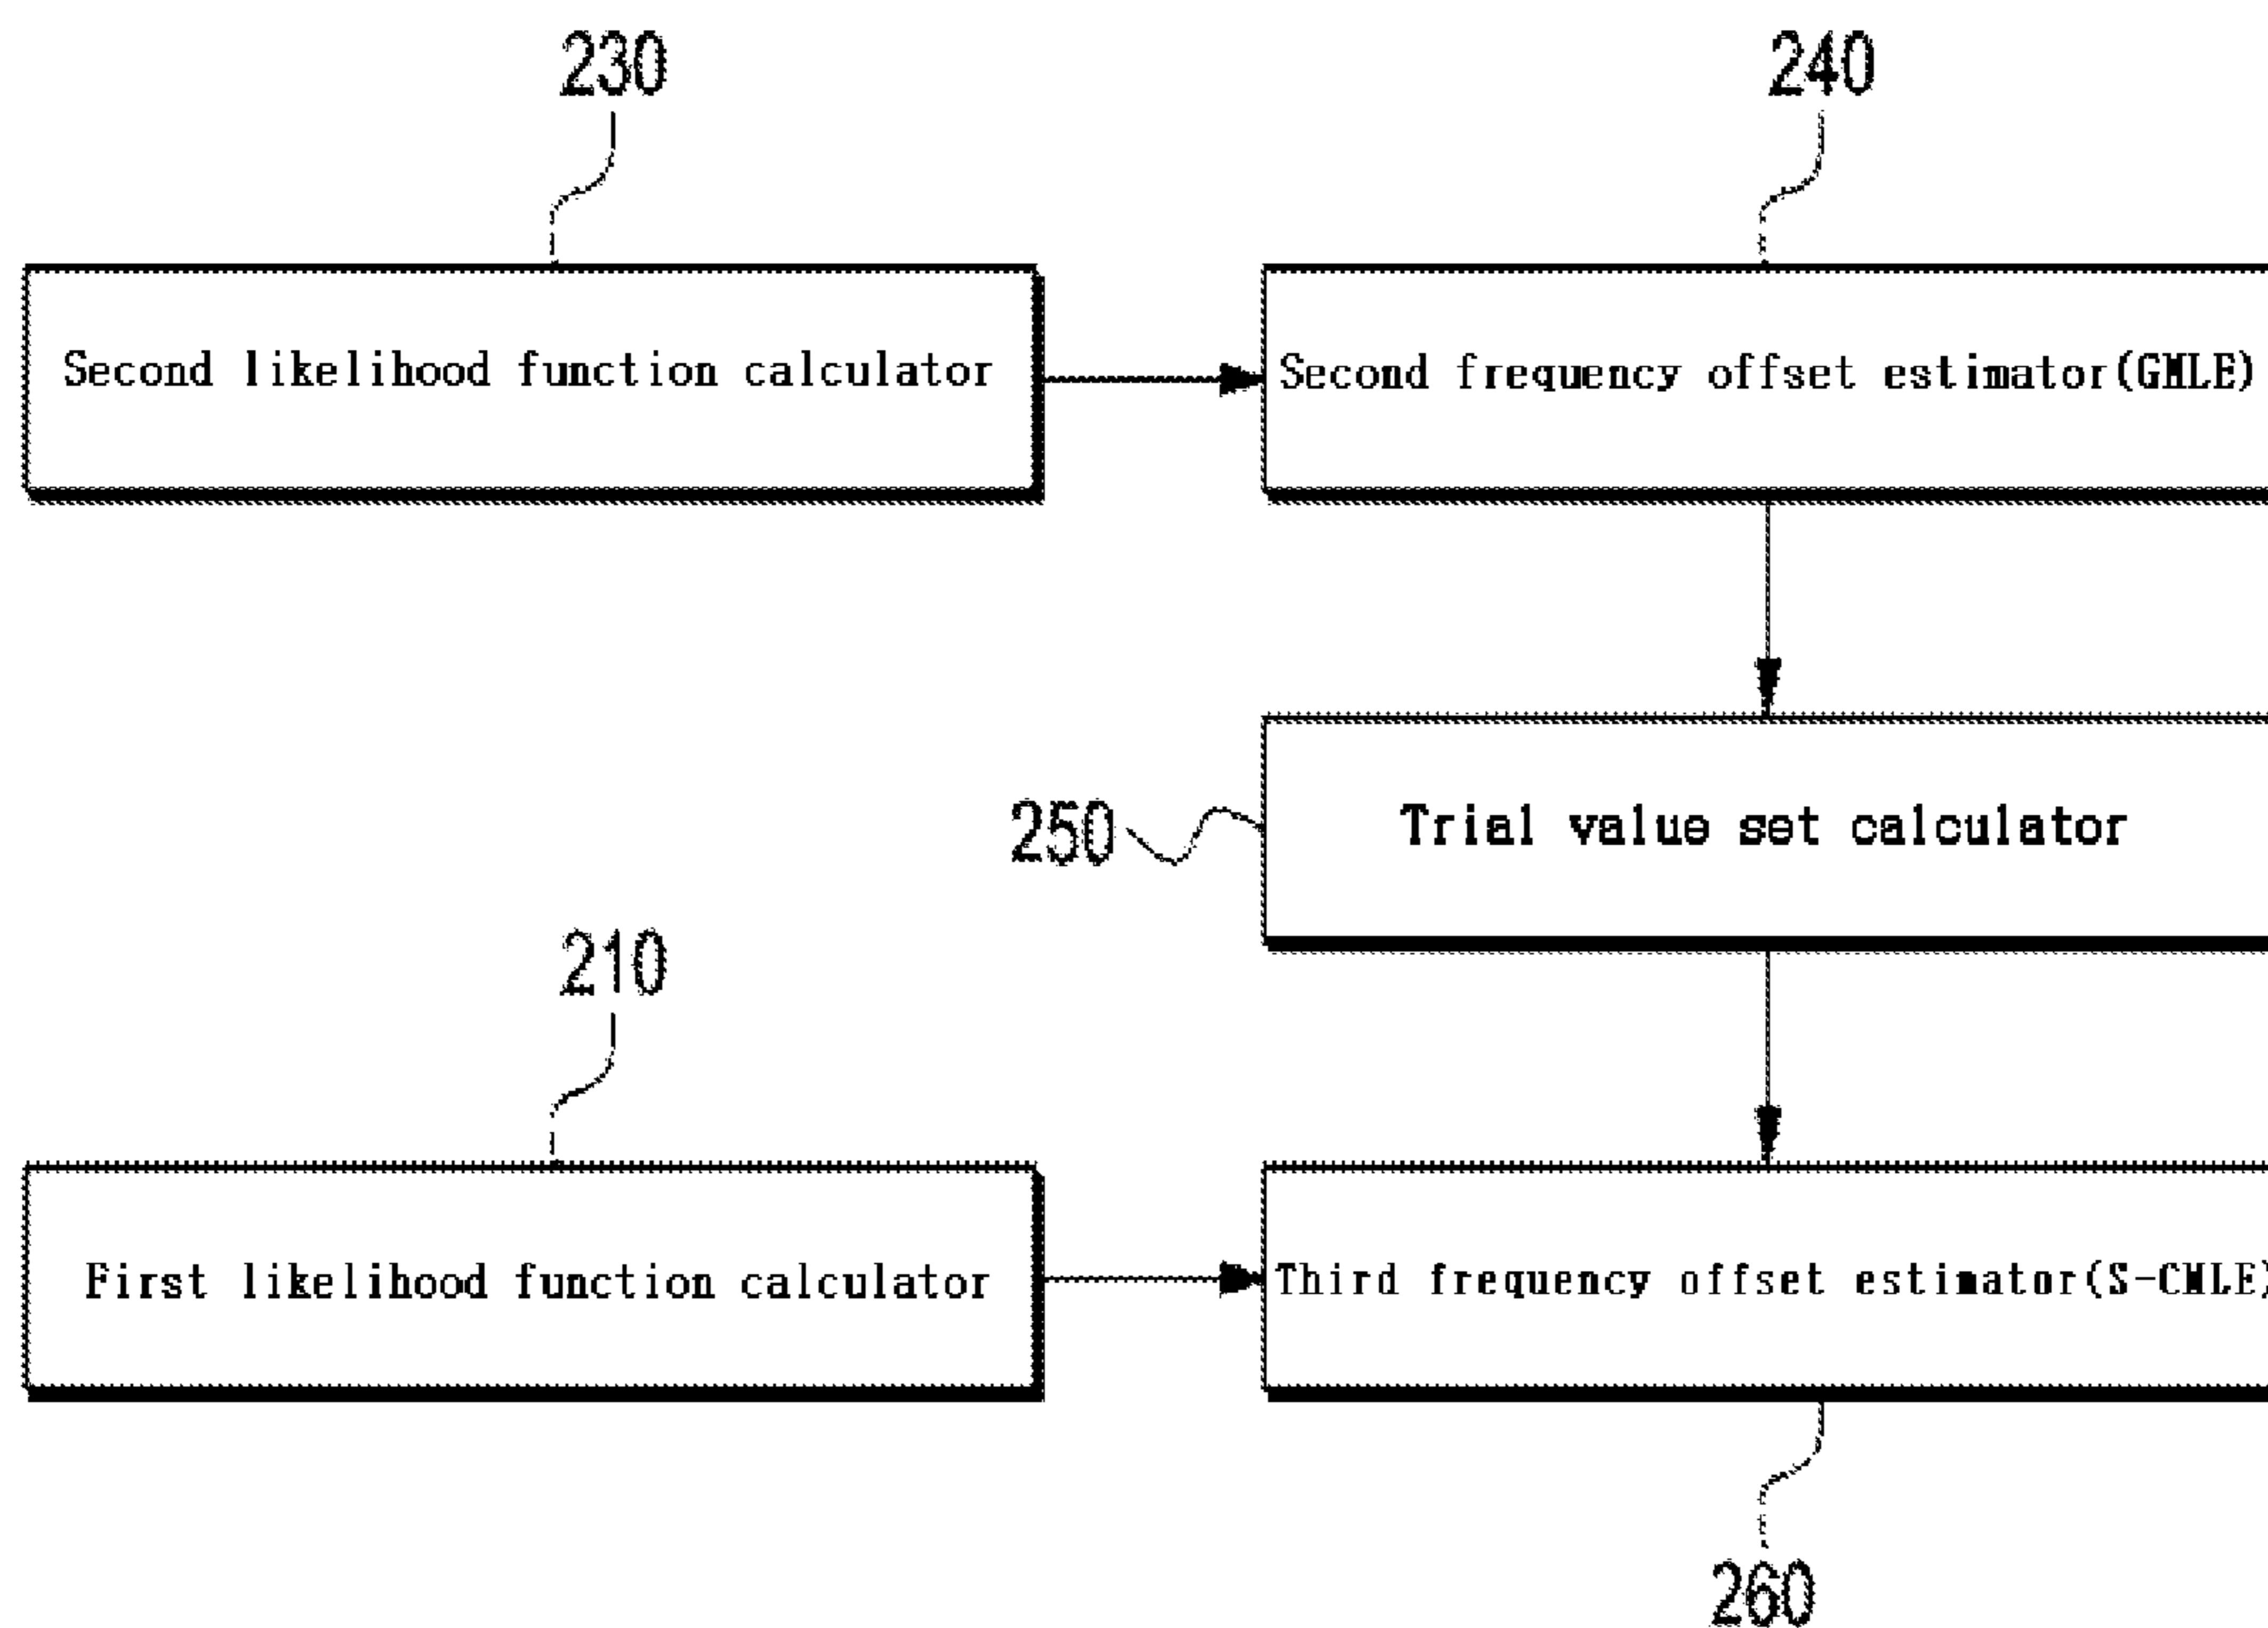 230
240
Second likelihood function calculator
Second frequency offset estimator(GMLE)
250
Trial value set calculator
210
First likelihood function calculator
Third frequency offset estimator(S-CMLE)
260